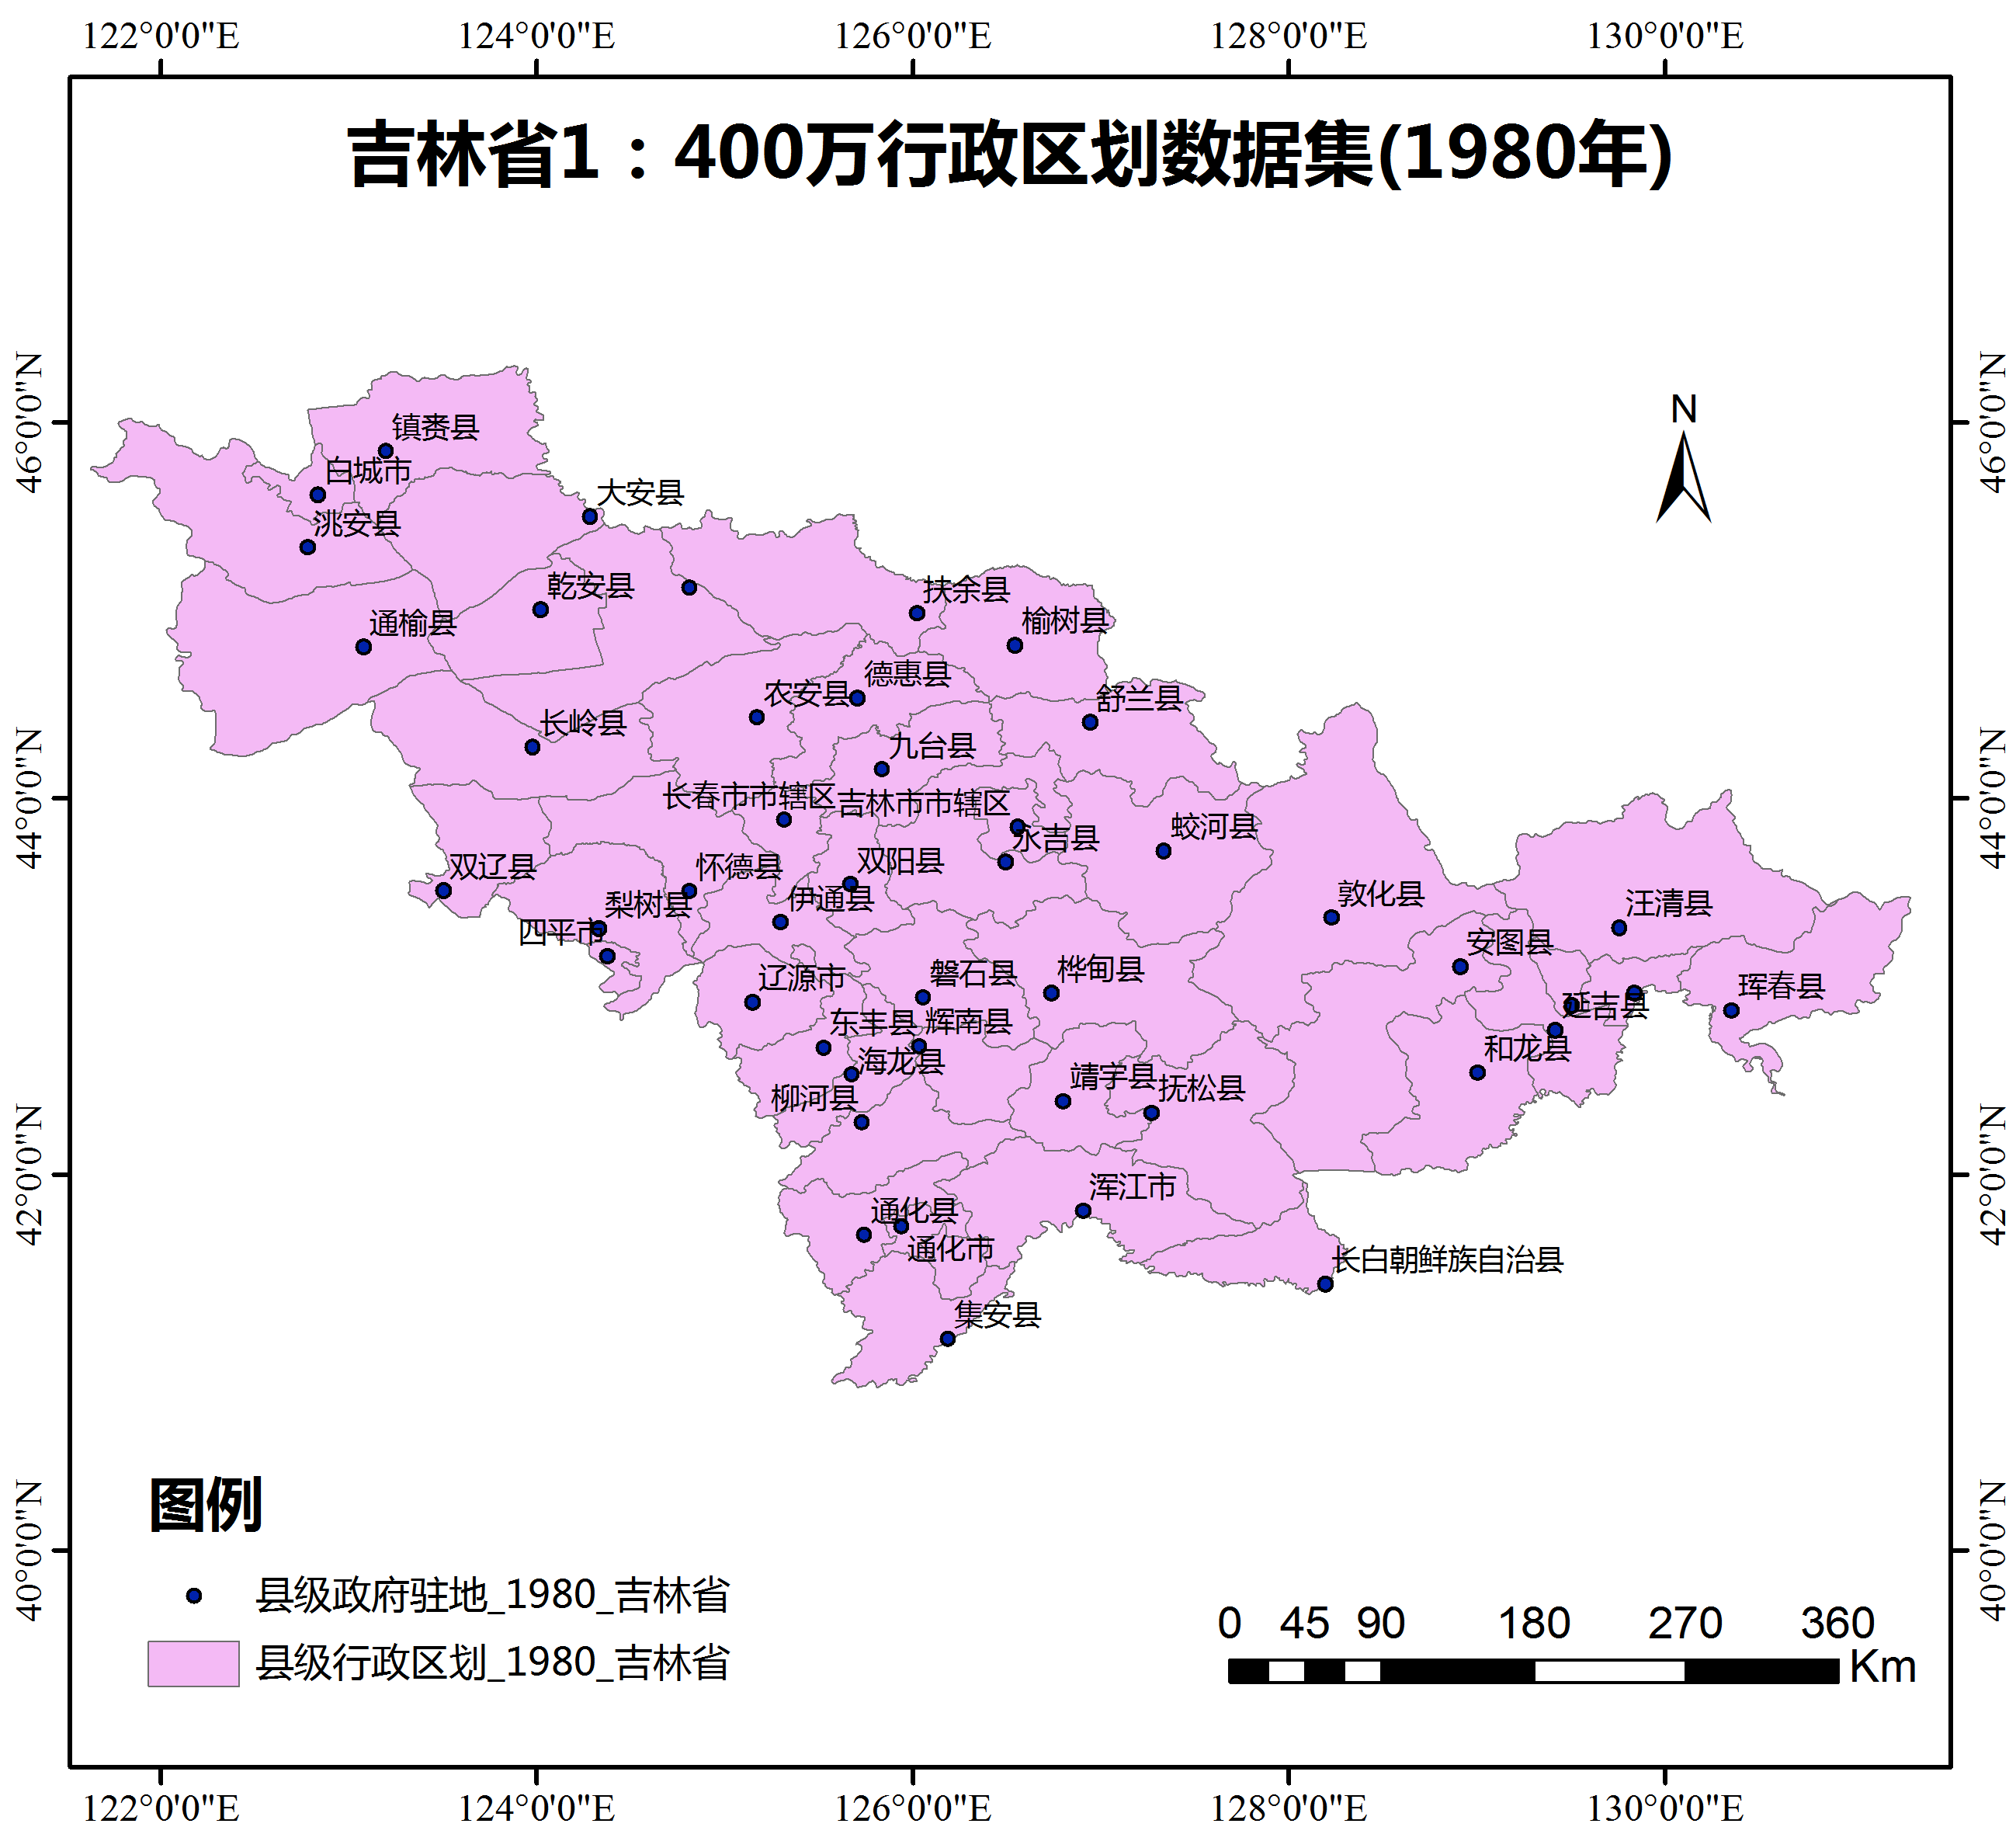 122°0'0"E 124°0'0"E 126°0'0"E 128°0'0"E 130°0'0"E
吉林省1：400万行政区划数据集(1980年)
46°0'0"N
46°0'0"N
N
镇赉县
白城市
大安县
洮安县
乾安县
扶余县
通榆县
榆树县
德惠县
农安县
舒兰县
长岭县
九台县
44°0'0"N
44°0'0"N
长春市市辖区
吉林市市辖区
永吉县
蛟河县
双辽县
怀德县
双阳县
梨树县
伊通县
敦化县
汪清县
四平市
安图县
辽源市
磐石县
桦甸县
珲春县
延吉县
东丰县
辉南县
和龙县
海龙县
靖宇县
抚松县
柳河县
42°0'0"N
42°0'0"N
浑江市
通化县
通化市
长白朝鲜族自治县
集安县
图例
40°0'0"N
40°0'0"N
县级政府驻地_1980_吉林省
县级行政区划_1980_吉林省
0 45 90 180 270 360
Km
122°0'0"E 124°0'0"E 126°0'0"E 128°0'0"E 130°0'0"E